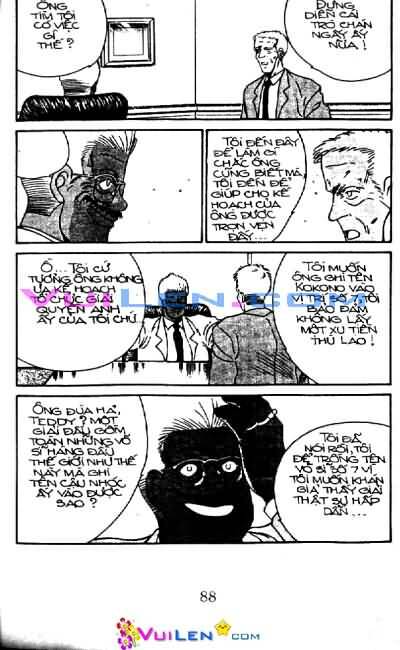 ÔNG
TÌM TÔI
CÓ VIỆC
GÌ
THẾ?
ĐỪNG
DIỄN CÁI
TRÒ CHÁN
NGẤY ẤY
NỮA!
TÔI ĐẾN ĐÂY
ĐỂ LÀM GÌ
CHẮC ÔNG
CŨNG BIẾT MÀ,
TÔI ĐẾN ĐỂ
GIÚP CHO KẾ
HOẠCH CỦA
ÔNG ĐƯỢC
TRỌN VẸN
ĐÂY...
Ồ... TÔI CỨ
TƯỞNG ÔNG KHÔNG
ƯA KẾ HOẠCH
TỔ CHỨC GIẢI
QUYỀN ANH
ẤY CỦA TÔI CHỨ.
TÔI MUỐN
ÔNG GHI TÊN
KOKONO VÀO
VỊ TRÍ SỐ 7, TÔI
BẢO ĐẢM
KHÔNG LẤY
MỘT XU TIỀN
THÙ LAO!
ÔNG ĐÙA HẢ,
TEDDY? MỘT
GIẢI ĐẤU GỒM
TOÀN NHỮNG VÕ
SĨ HÀNG ĐẦU
THẾ GIỚI NHƯ THẾ
NÀY MÀ GHI
TÊN CẬU NHÓC
ẤY VÀO ĐƯỢC
SAO?
TÔI ĐÃ
NÓI RỒI, TÔI
ĐỂ TRỐNG TÊN
VÕ SĨ SỐ 7 VÌ
TÔI MUỐN KHÁN
GIẢ THẤY GIẢI
THẬT SỰ HẤP
DẪN...
VUILEN.COM
88
VUILEN.COM